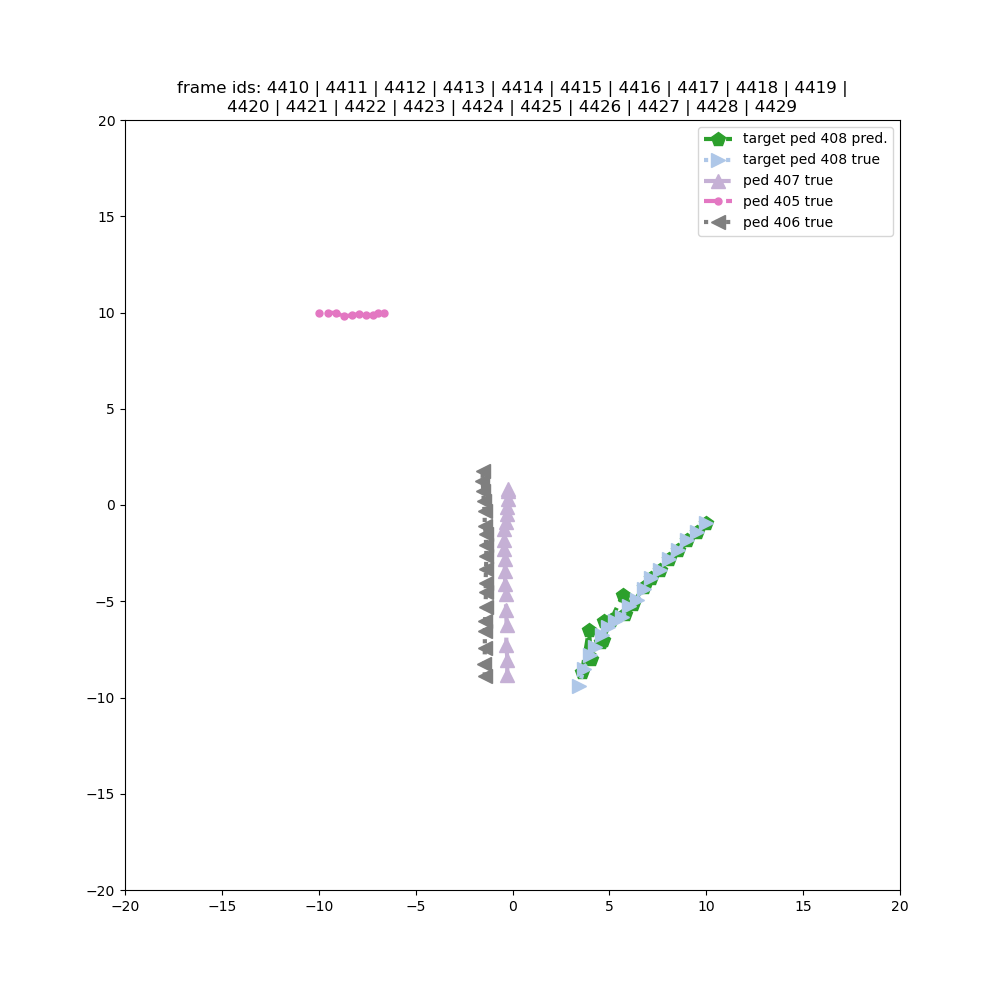 frame ids: 4410 | 4411 | 4412 | 4413 | 4414 | 4415 | 4416 | 4417 | 4418 | 4419 |
4420 | 4421 | 4422 | 4423 | 4424 | 4425 | 4426 | 4427 | 4428 | 4429
target ped 408 pred.
target ped 408 true
ped 407 true
ped 405 true
ped 406 true
20
15
10
5
0
−5
−10
−15
−20
−20 −15 −10 −5 0 5 10 15 20